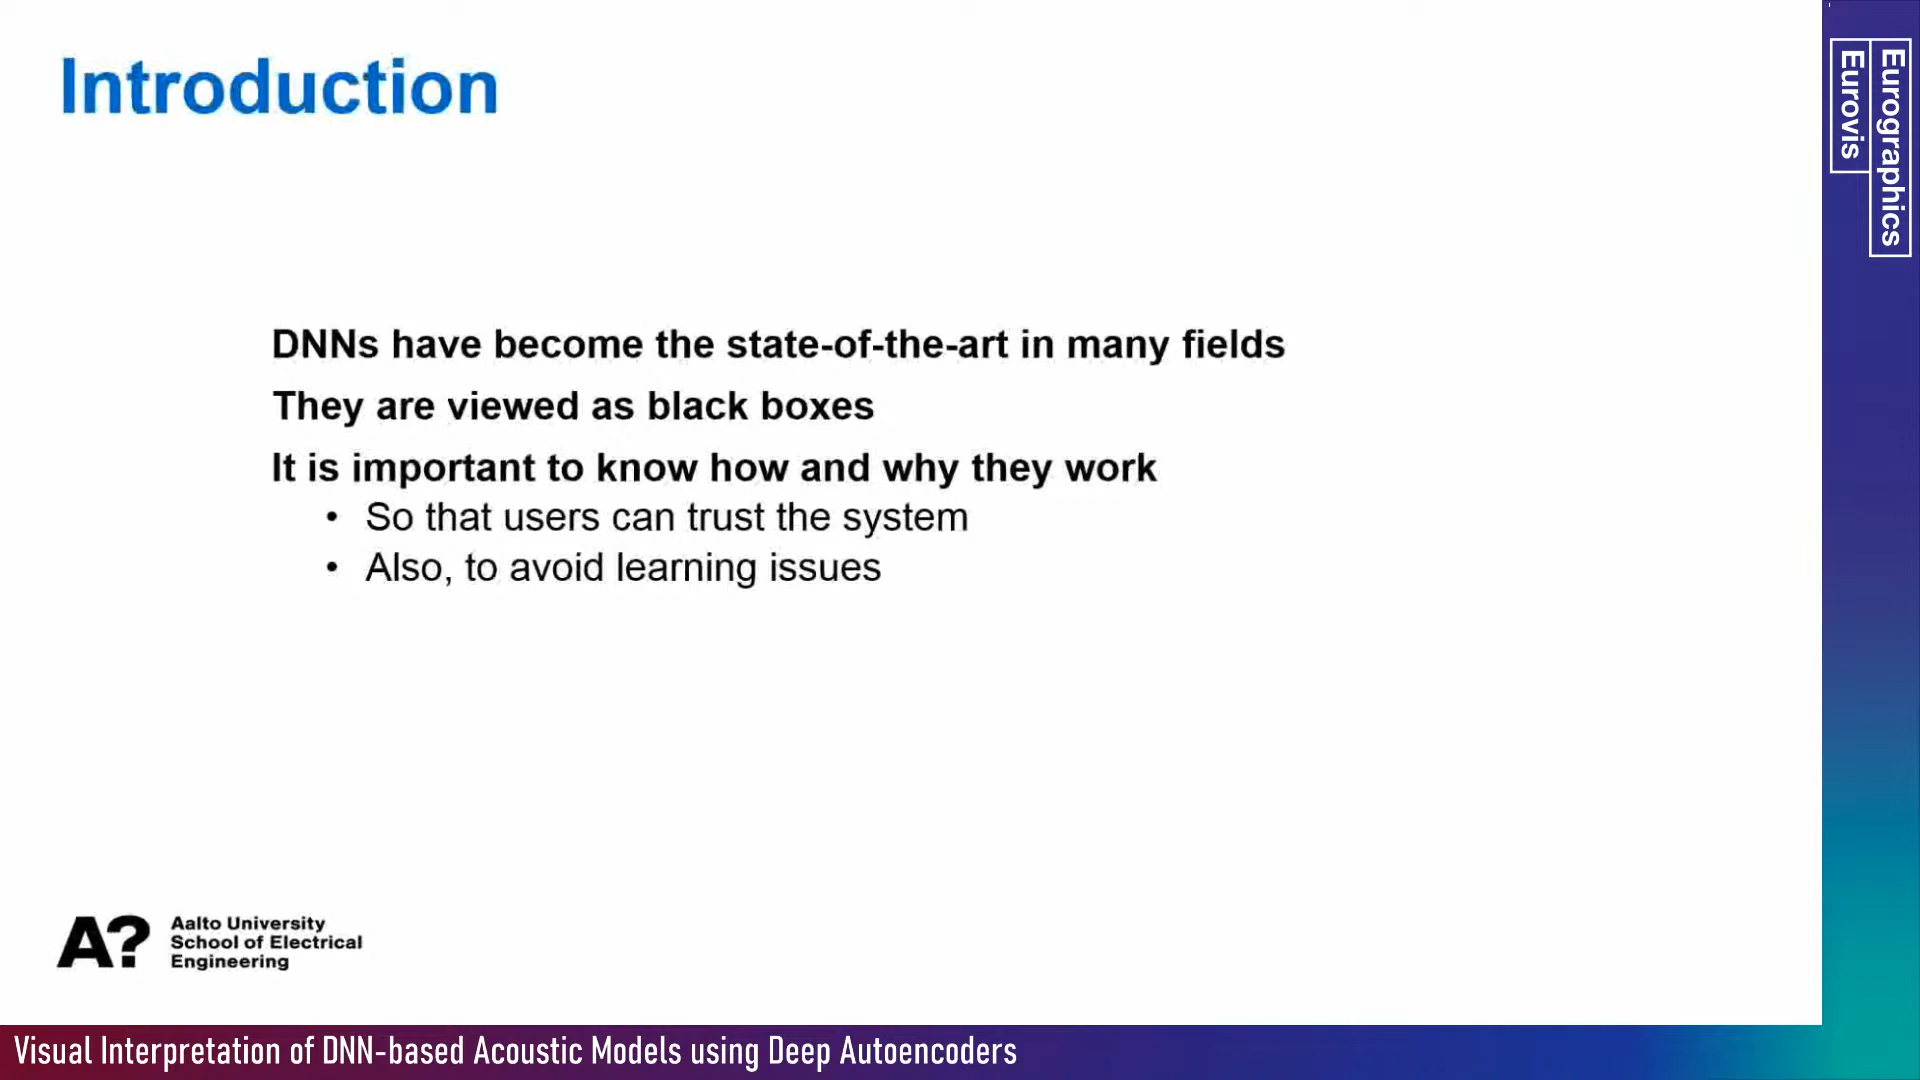 Introduction
DNNs have become the state-of-the-art in many fields
They are viewed as black boxes
It is important to know how and why they work
• So that users can trust the system
• Also, to avoid learning issues
A?
Aalto University
School of Electrical
Engineering
Eurographics
Eurovis
Visual Interpretation of DNN-based Acoustic Models using Deep Autoencoders